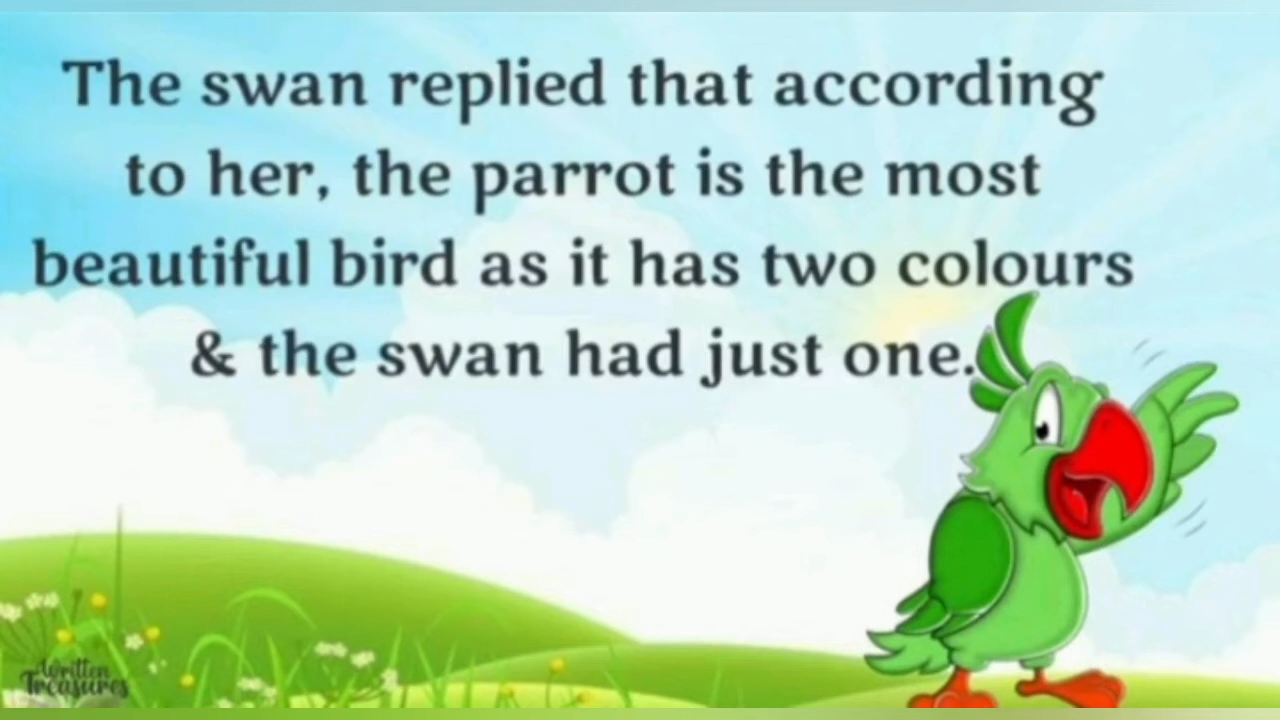 The swan replied that according
to her, the parrot is the most
beautiful bird as it has two colours
& the swan had just one.
Written
Treasures